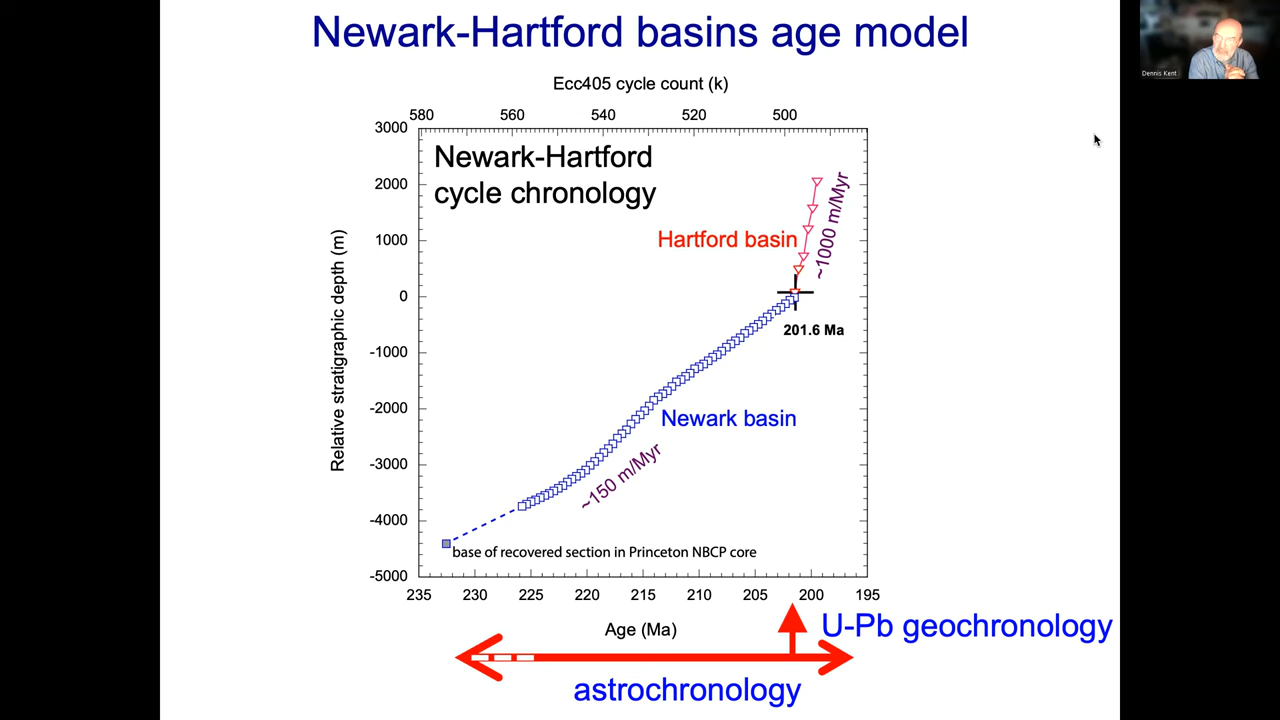 Newark-Hartford basins age model
Dennis Kent
Ecc405 cycle count (k)
580 560 540 520 500
3000
2000
1000
0
-1000
-2000
-3000
-4000
-5000
Relative stratigraphic depth (m)
Newark-Hartford
cycle chronology
Hartford basin
~1000 m/Myr
201.6 Ma
Newark basin
~150 m/Myr
base of recovered section in Princeton NBCP core
235 230 225 220 215 210 205 200 195
Age (Ma)
U-Pb geochronology
astrochronology